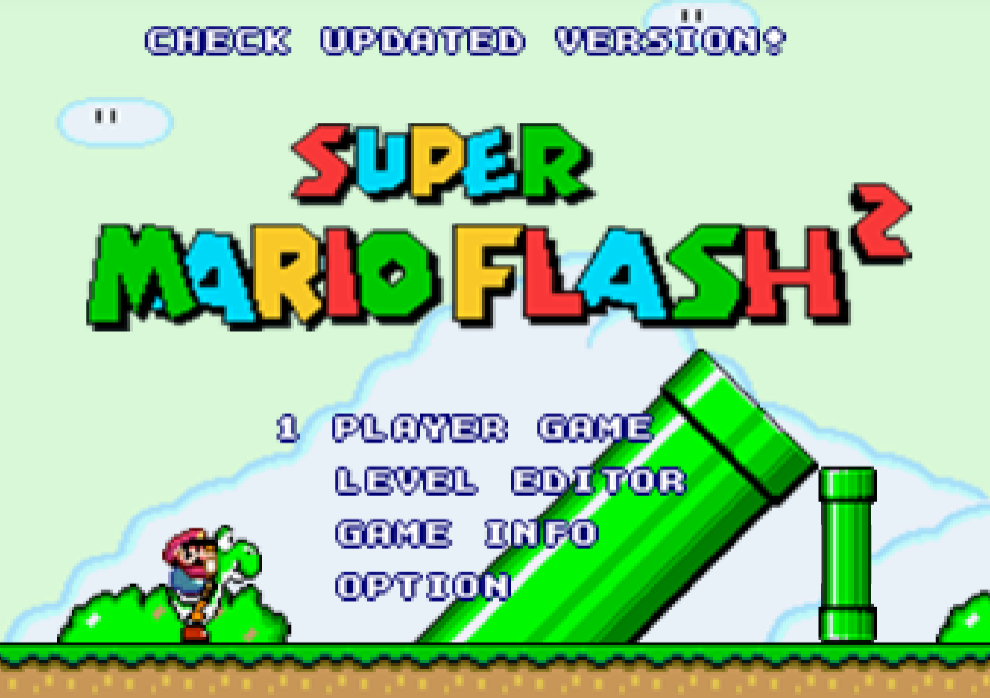 CHECK UPDATED VERSION!
SUPER
MARIO FLASH 2
1 PLAYER GAME
LEVEL EDITOR
GAME INFO
OPTION